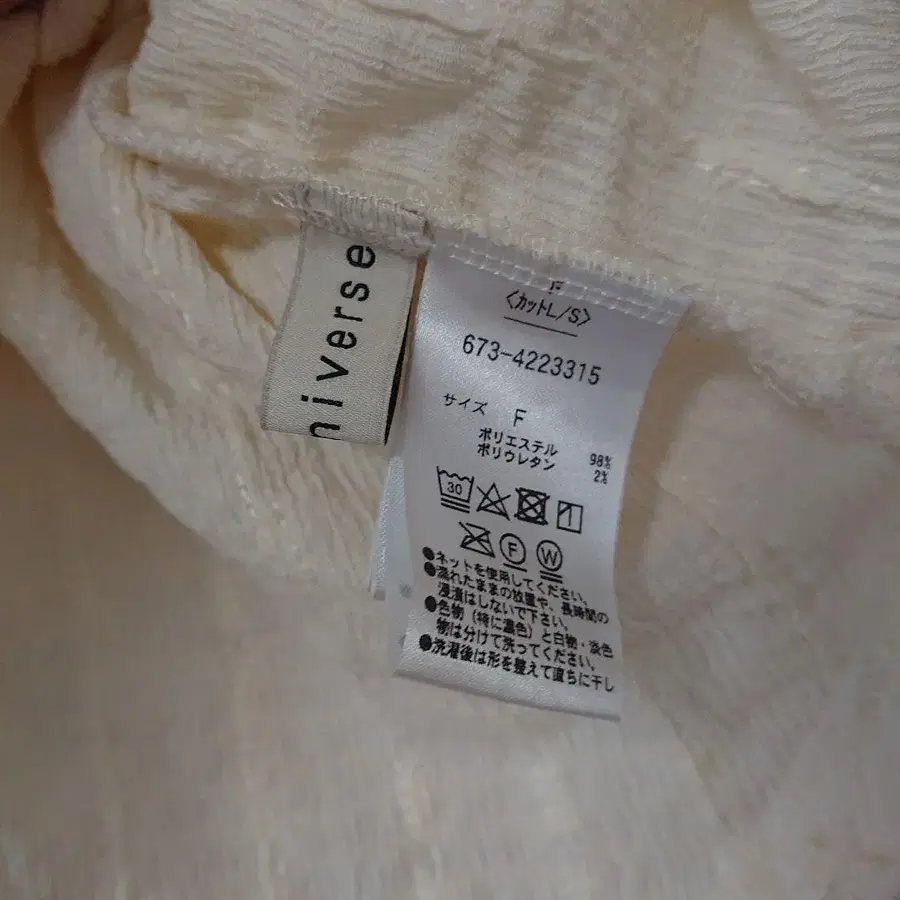 niverse
F
〈カットL/S〉
673-4223315
サイズ F
ポリエステル 98%
ポリウレタン 2%
30
F W
●ネットを使用してください。
●濡れたままの放置や、長時間の
浸漬はしないで下さい。
●色物（特に濃色）と白物・淡色
物は分けて洗ってください。
●洗濯後は形を整えて直ちに干し